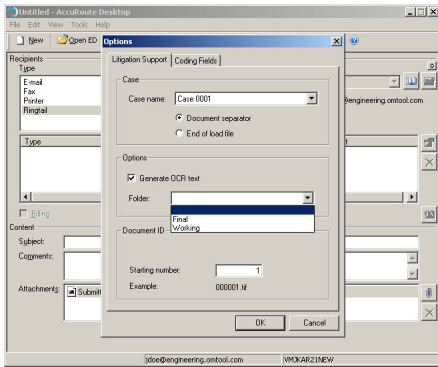 Untitled - AccuRoute Desktop
File Edit View Tools Help
New Open ED
Recipients
Type
E-mail
Fax
Printer
Ringtail
@engineering.omtool.com
Type
Billing
Content
Subject:
Comments:
Attachments: Submit
Options
Litigation Support Coding Fields
Case
Case name: Case 0001
Document separator
End of load file
Options
Generate OCR text
Folder:
Final
Working
Document ID
Starting number: 1
Example: 000001.tif
OK Cancel
jdoe@engineering.omtool.com VMJKAR21NEW